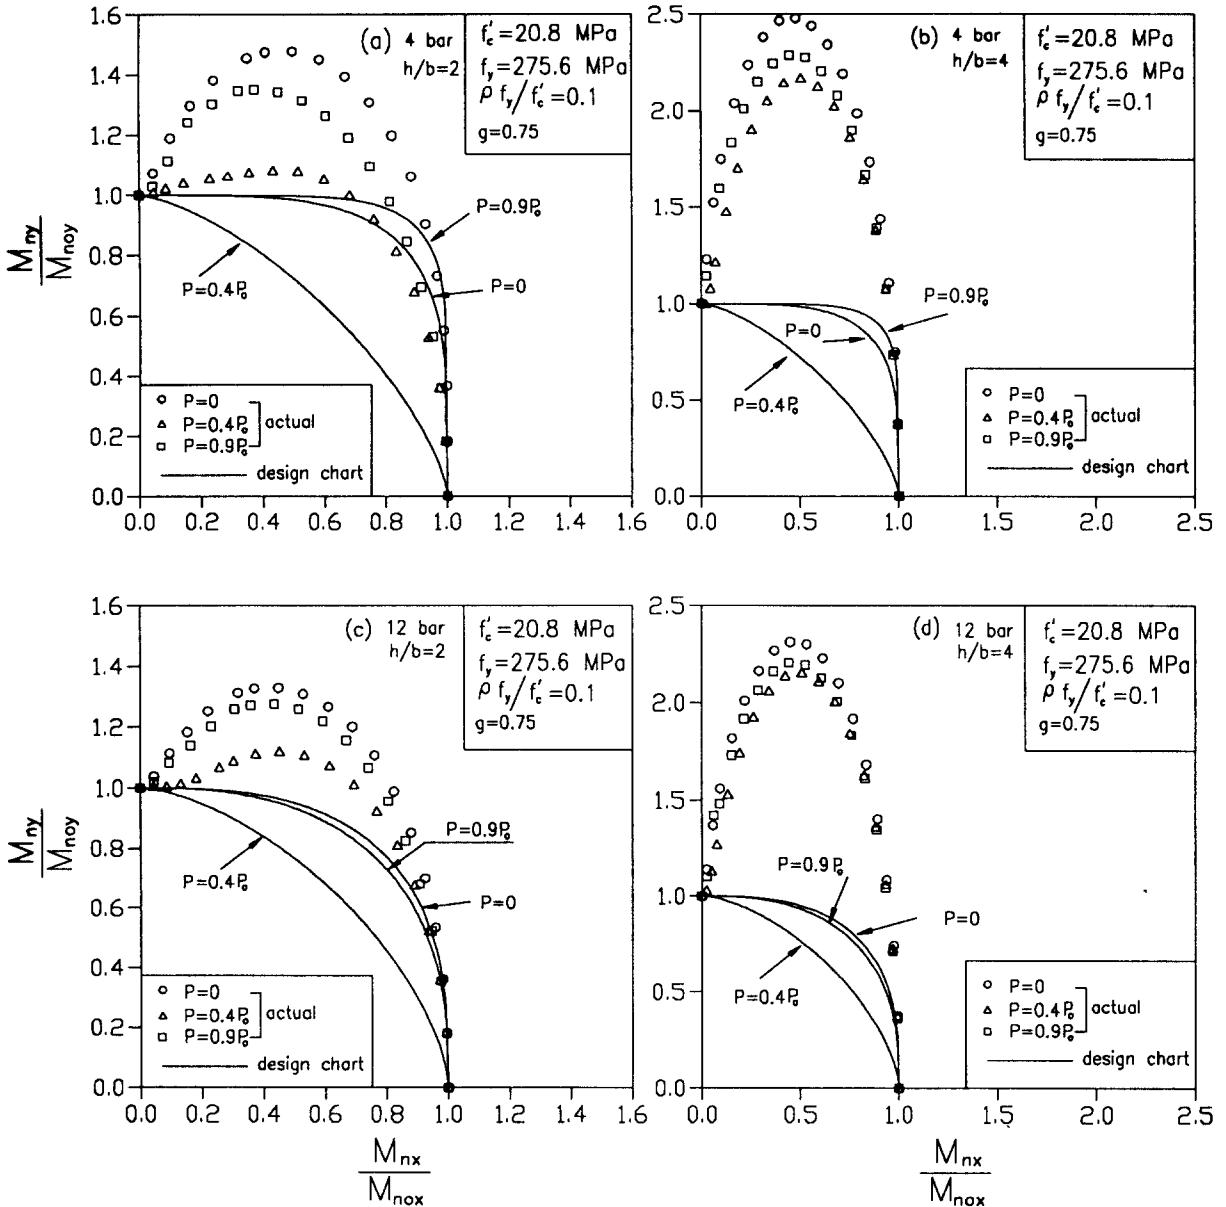 (a) 4 bar
h/b=2
f'c=20.8 MPa
fy=275.6 MPa
ρ fy/f'c=0.1
g=0.75
1.6
1.4
1.2
1.0
0.8
0.6
0.4
0.2
0.0
Mny
Mnoy
P=0.9Po
P=0
P=0.4Po
P=0
P=0.4Po
P=0.9Po
actual
design chart
0.0 0.2 0.4 0.6 0.8 1.0 1.2 1.4 1.6
(b) 4 bar
h/b=4
f'c=20.8 MPa
fy=275.6 MPa
ρ fy/f'c=0.1
g=0.75
2.5
2.0
1.5
1.0
0.5
0.0
P=0.9Po
P=0
P=0.4Po
P=0
P=0.4Po
P=0.9Po
actual
design chart
0.0 0.5 1.0 1.5 2.0 2.5
(c) 12 bar
h/b=2
f'c=20.8 MPa
fy=275.6 MPa
ρ fy/f'c=0.1
g=0.75
1.6
1.4
1.2
1.0
0.8
0.6
0.4
0.2
0.0
Mny
Mnoy
P=0.9Po
P=0.4Po
P=0
P=0
P=0.4Po
P=0.9Po
actual
design chart
0.0 0.2 0.4 0.6 0.8 1.0 1.2 1.4 1.6
Mnx
Mnox
(d) 12 bar
h/b=4
f'c=20.8 MPa
fy=275.6 MPa
ρ fy/f'c=0.1
g=0.75
2.5
2.0
1.5
1.0
0.5
0.0
P=0.9Po
P=0
P=0.4Po
P=0
P=0.4Po
P=0.9Po
actual
design chart
0.0 0.5 1.0 1.5 2.0 2.5
Mnx
Mnox